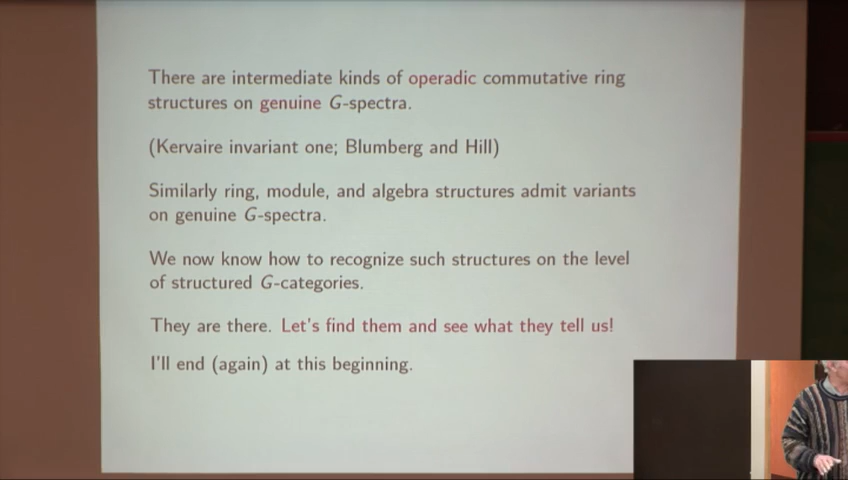 There are intermediate kinds of operadic commutative ring
structures on genuine G-spectra.
(Kervaire invariant one; Blumberg and Hill)
Similarly ring, module, and algebra structures admit variants
on genuine G-spectra.
We now know how to recognize such structures on the level
of structured G-categories.
They are there. Let's find them and see what they tell us!
I'll end (again) at this beginning.